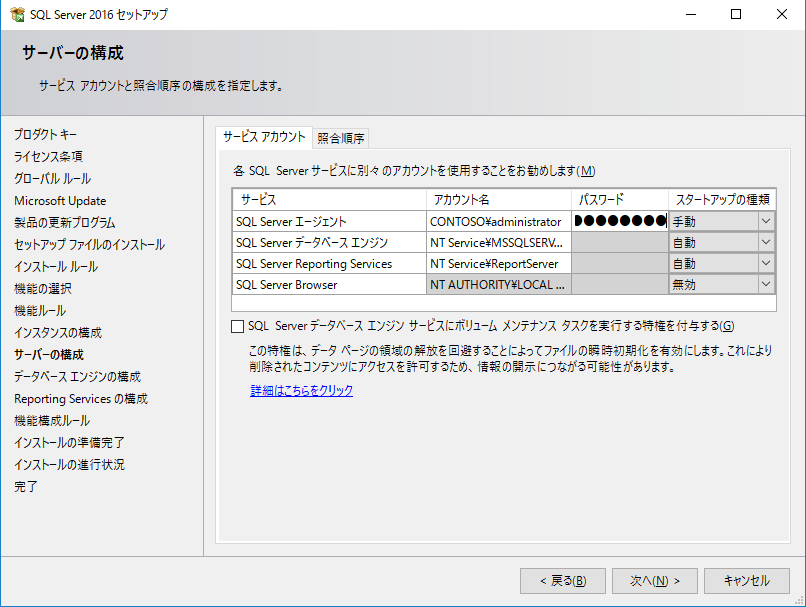 SQL Server 2016 セットアップ
サーバーの構成
サービス アカウントと照合順序の構成を指定します。
プロダクト キー
ライセンス条項
グローバル ルール
Microsoft Update
製品の更新プログラム
セットアップ ファイルのインストール
インストール ルール
機能の選択
機能ルール
インスタンスの構成
サーバーの構成
データベース エンジンの構成
Reporting Services の構成
機能構成ルール
インストールの準備完了
インストールの進行状況
完了
サービス アカウント 照合順序
各 SQL Server サービスに別々のアカウントを使用することをお勧めします(M)
サービス アカウント名 パスワード スタートアップの種類
SQL Server エージェント CONTOSO¥administrator ●●●●●●●● 手動
SQL Server データベース エンジン NT Service¥MSSQLSERV... 自動
SQL Server Reporting Services NT Service¥ReportServer 自動
SQL Server Browser NT AUTHORITY¥LOCAL ... 無効
SQL Server データベース エンジン サービスにボリューム メンテナンス タスクを実行する特権を付与する(G)
この特権は、データ ページの領域の解放を回避することによってファイルの瞬時初期化を有効にします。これにより
削除されたコンテンツにアクセスを許可するため、情報の開示につながる可能性があります。
詳細はこちらをクリック
< 戻る(B) 次へ(N) > キャンセル